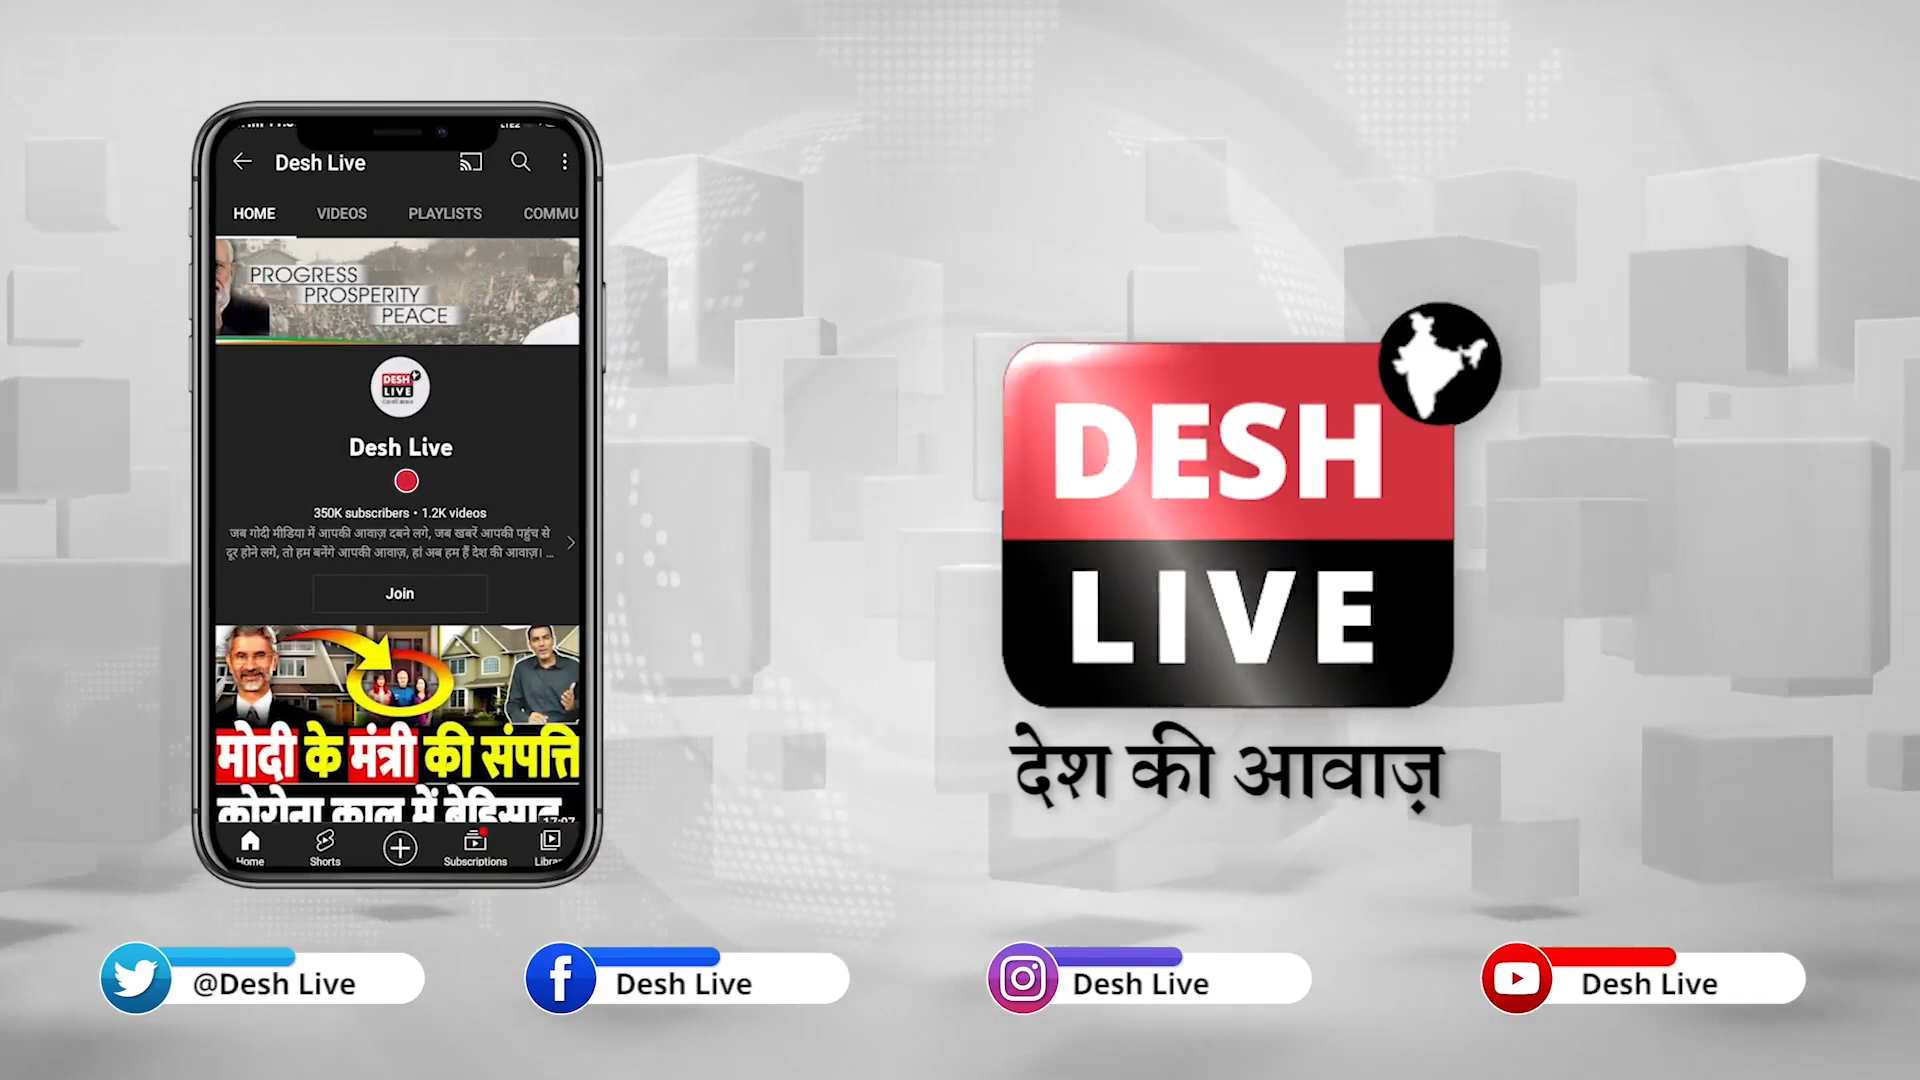 Desh Live
HOME VIDEOS PLAYLISTS COMMU
PROGRESS
PROSPERITY
PEACE
DESH
LIVE
Desh Live
350K subscribers • 1.2K videos
जब गोदी मीडिया में आपकी आवाज़ दबने लगे, जब खबरें आपकी पहुंच से
दूर होने लगे, तो हम बनेंगे आपकी आवाज़, हां अब हम हैं देश की आवाज़। ...
Join
मोदी के मंत्री की संपत्ति
कोरोना काल में बेहिसाब
Home Shorts Subscriptions
DESH
LIVE
देश की आवाज़
@Desh Live
Desh Live
Desh Live
Desh Live